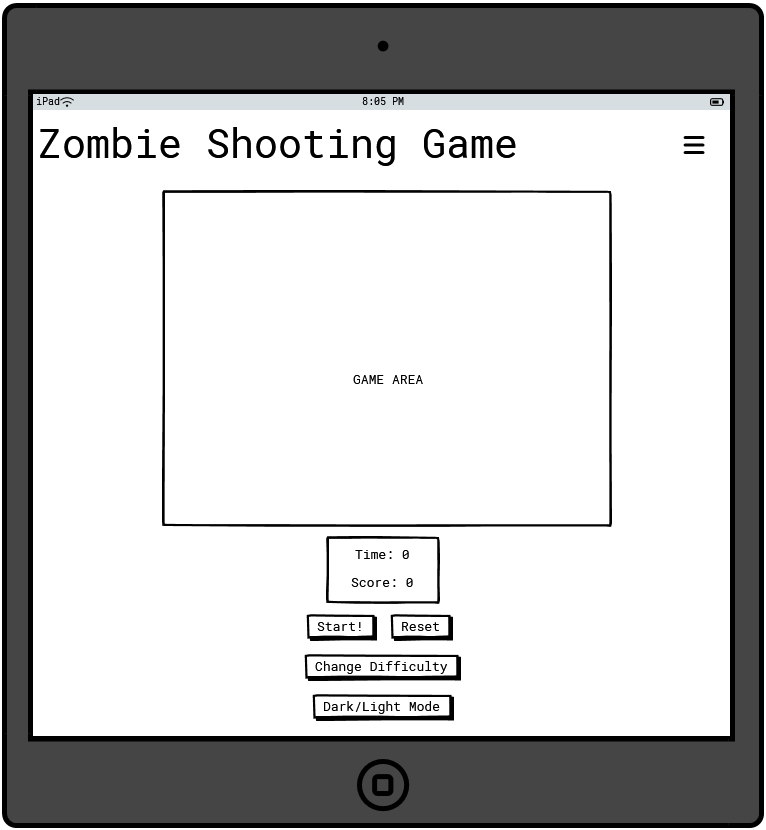 iPad 8:05 PM
Zombie Shooting Game
GAME AREA
Time: 0
Score: 0
Start! Reset
Change Difficulty
Dark/Light Mode